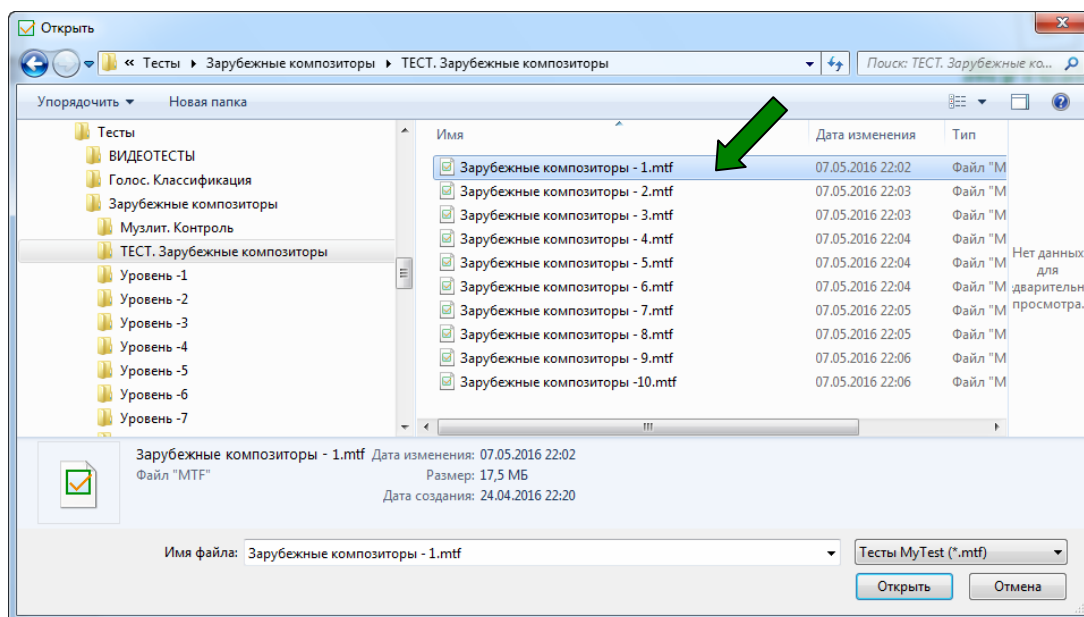 Открыть
« Тесты ▸ Зарубежные композиторы ▸ ТЕСТ. Зарубежные композиторы
Поиск: ТЕСТ. Зарубежные ко...
Упорядочить ▾ Новая папка
Тесты
ВИДЕОТЕСТЫ
Голос. Классификация
Зарубежные композиторы
Музлит. Контроль
ТЕСТ. Зарубежные композиторы
Уровень -1
Уровень -2
Уровень -3
Уровень -4
Уровень -5
Уровень -6
Уровень -7
Имя Дата изменения Тип
Зарубежные композиторы - 1.mtf 07.05.2016 22:02 Файл "М
Зарубежные композиторы - 2.mtf 07.05.2016 22:03 Файл "М
Зарубежные композиторы - 3.mtf 07.05.2016 22:03 Файл "М
Зарубежные композиторы - 4.mtf 07.05.2016 22:04 Файл "М
Зарубежные композиторы - 5.mtf 07.05.2016 22:04 Файл "М
Зарубежные композиторы - 6.mtf 07.05.2016 22:04 Файл "М
Зарубежные композиторы - 7.mtf 07.05.2016 22:05 Файл "М
Зарубежные композиторы - 8.mtf 07.05.2016 22:05 Файл "М
Зарубежные композиторы - 9.mtf 07.05.2016 22:06 Файл "М
Зарубежные композиторы -10.mtf 07.05.2016 22:06 Файл "М
Нет данных
для
едварительн
просмотра.
Зарубежные композиторы - 1.mtf Дата изменения: 07.05.2016 22:02
Файл "MTF" Размер: 17,5 МБ
Дата создания: 24.04.2016 22:20
Имя файла: Зарубежные композиторы - 1.mtf
Тесты MyTest (*.mtf)
Открыть Отмена